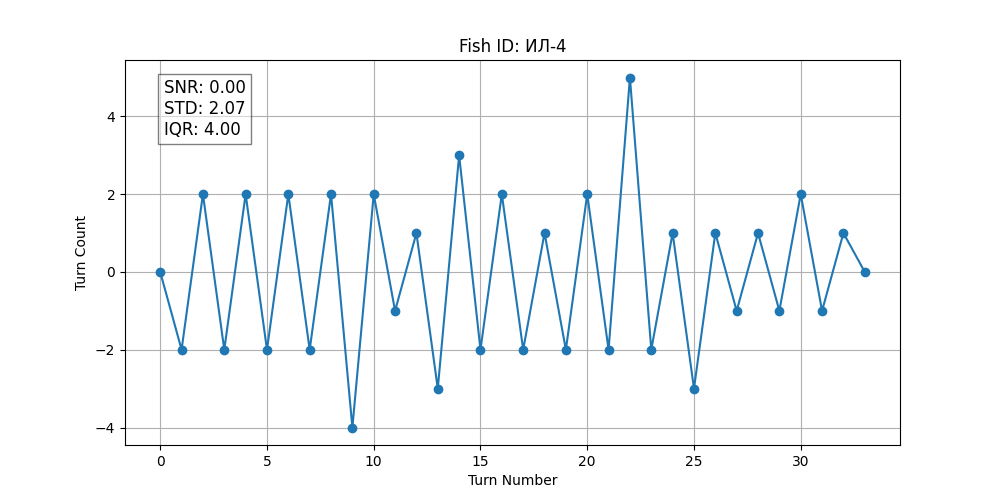 Fish ID: ИЛ-4
SNR: 0.00
STD: 2.07
IQR: 4.00
4
2
0
−2
−4
Turn Count
0 5 10 15 20 25 30
Turn Number